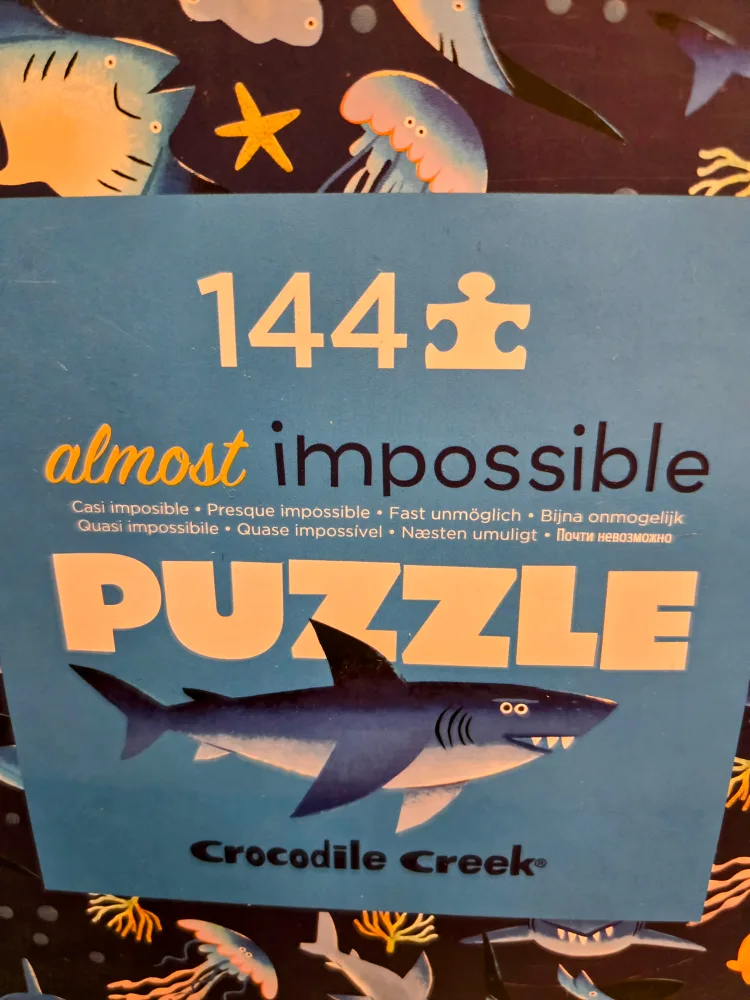 144
almost impossible
Casi imposible • Presque impossible • Fast unmöglich • Bijna onmogelijk
Quasi impossibile • Quase impossível • Næsten umuligt • Почти невозможно
PUZZLE
Crocodile Creek®